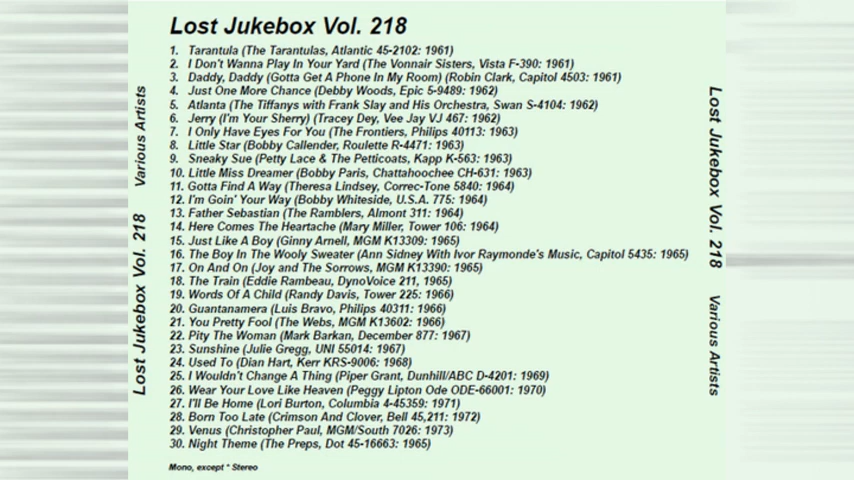 Lost Jukebox Vol. 218
1. Tarantula (The Tarantulas, Atlantic 45-2102: 1961)
2. I Don't Wanna Play In Your Yard (The Vonnair Sisters, Vista F-390: 1961)
3. Daddy, Daddy (Gotta Get A Phone In My Room) (Robin Clark, Capitol 4503: 1961)
4. Just One More Chance (Debby Woods, Epic 5-9489: 1962)
5. Atlanta (The Tiffanys with Frank Slay and His Orchestra, Swan S-4104: 1962)
6. Jerry (I'm Your Sherry) (Tracey Dey, Vee Jay VJ 467: 1962)
7. I Only Have Eyes For You (The Frontiers, Philips 40113: 1963)
8. Little Star (Bobby Callender, Roulette R-4471: 1963)
9. Sneaky Sue (Petty Lace & The Petticoats, Kapp K-563: 1963)
10. Little Miss Dreamer (Bobby Paris, Chattahoochee CH-631: 1963)
11. Gotta Find A Way (Theresa Lindsey, Correc-Tone 5840: 1964)
12. I'm Goin' Your Way (Bobby Whiteside, U.S.A. 775: 1964)
13. Father Sebastian (The Ramblers, Almont 311: 1964)
14. Here Comes The Heartache (Mary Miller, Tower 106: 1964)
15. Just Like A Boy (Ginny Arnell, MGM K13309: 1965)
16. The Boy In The Wooly Sweater (Ann Sidney With Ivor Raymonde's Music, Capitol 5435: 1965)
17. On And On (Joy and The Sorrows, MGM K13390: 1965)
18. The Train (Eddie Rambeau, DynoVoice 211, 1965)
19. Words Of A Child (Randy Davis, Tower 225: 1966)
20. Guantanamera (Luis Bravo, Philips 40311: 1966)
21. You Pretty Fool (The Webs, MGM K13602: 1966)
22. Pity The Woman (Mark Barkan, December 877: 1967)
23. Sunshine (Julie Gregg, UNI 55014: 1967)
24. Used To (Dian Hart, Kerr KRS-9006: 1968)
25. I Wouldn't Change A Thing (Piper Grant, Dunhill/ABC D-4201: 1969)
26. Wear Your Love Like Heaven (Peggy Lipton Ode ODE-66001: 1970)
27. I'll Be Home (Lori Burton, Columbia 4-45359: 1971)
28. Born Too Late (Crimson And Clover, Bell 45,211: 1972)
29. Venus (Christopher Paul, MGM/South 7026: 1973)
30. Night Theme (The Preps, Dot 45-16663: 1965)
Mono, except * Stereo
Lost Jukebox Vol. 218 Various Artists
Lost Jukebox Vol. 218 Various Artists